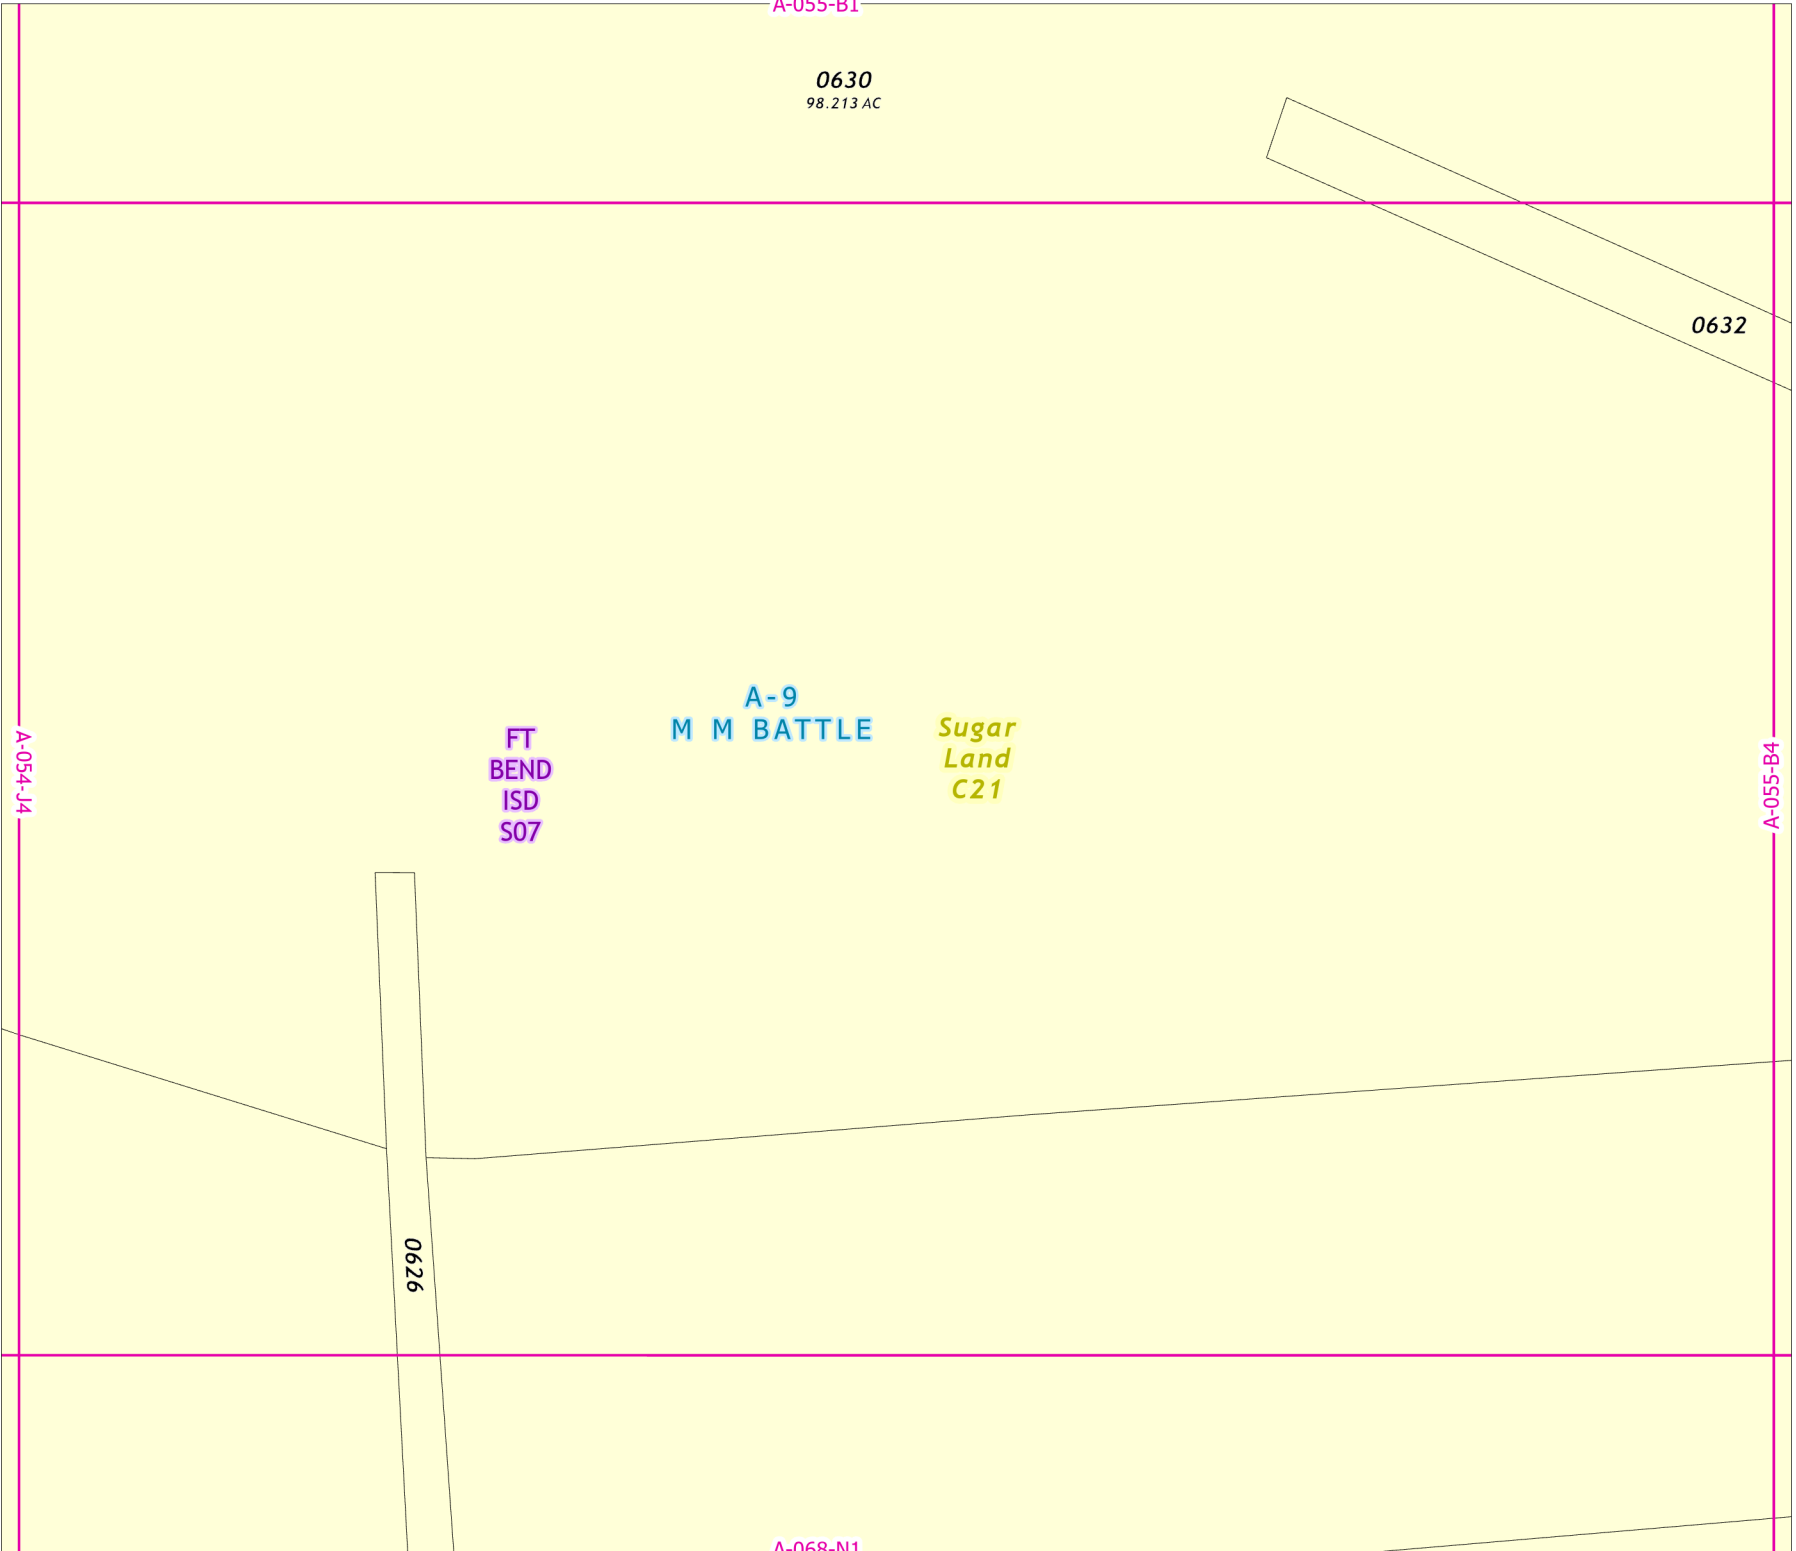 A-055-B1
0630
98.213 AC
0632
A-9
M M BATTLE
FT
BEND
ISD
S07
Sugar
Land
C21
A-054-J4
A-055-B4
0626
A-068-N1